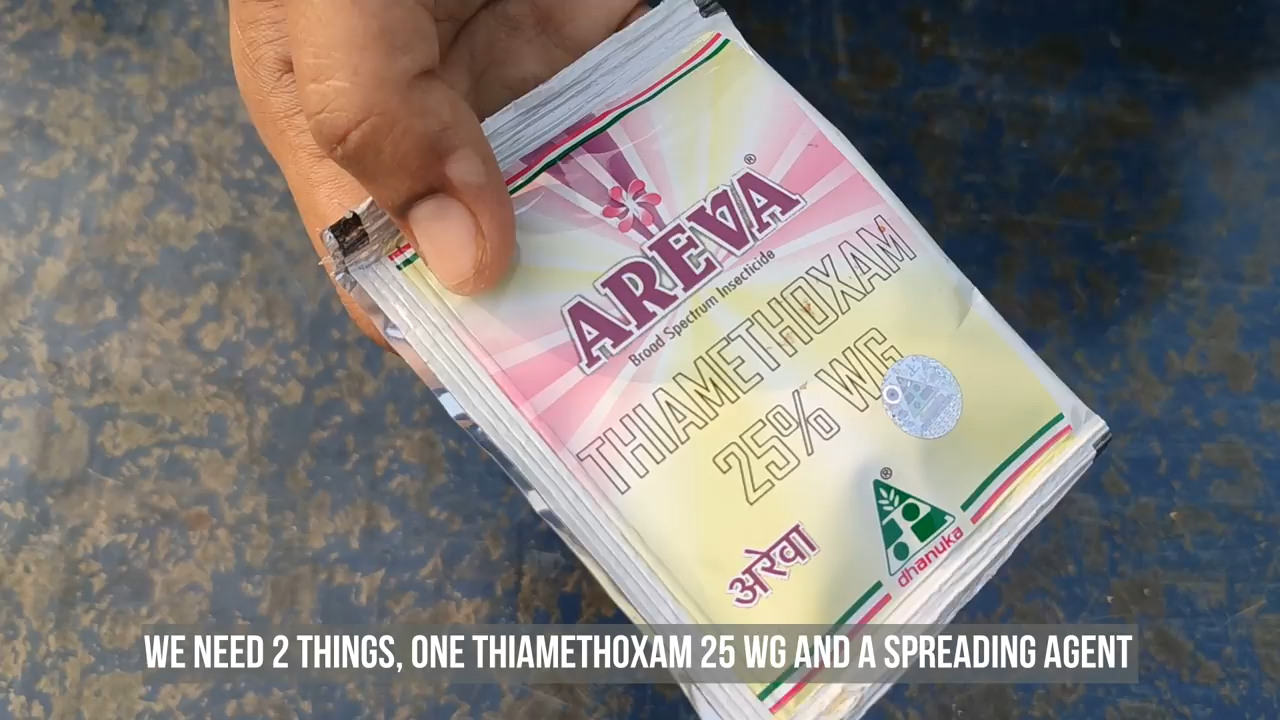 AREVA®
Broad Spectrum Insecticide
THIAMETHOXAM
25% WG
अरेवा
®
dhanuka
WE NEED 2 THINGS, ONE THIAMETHOXAM 25 WG AND A SPREADING AGENT